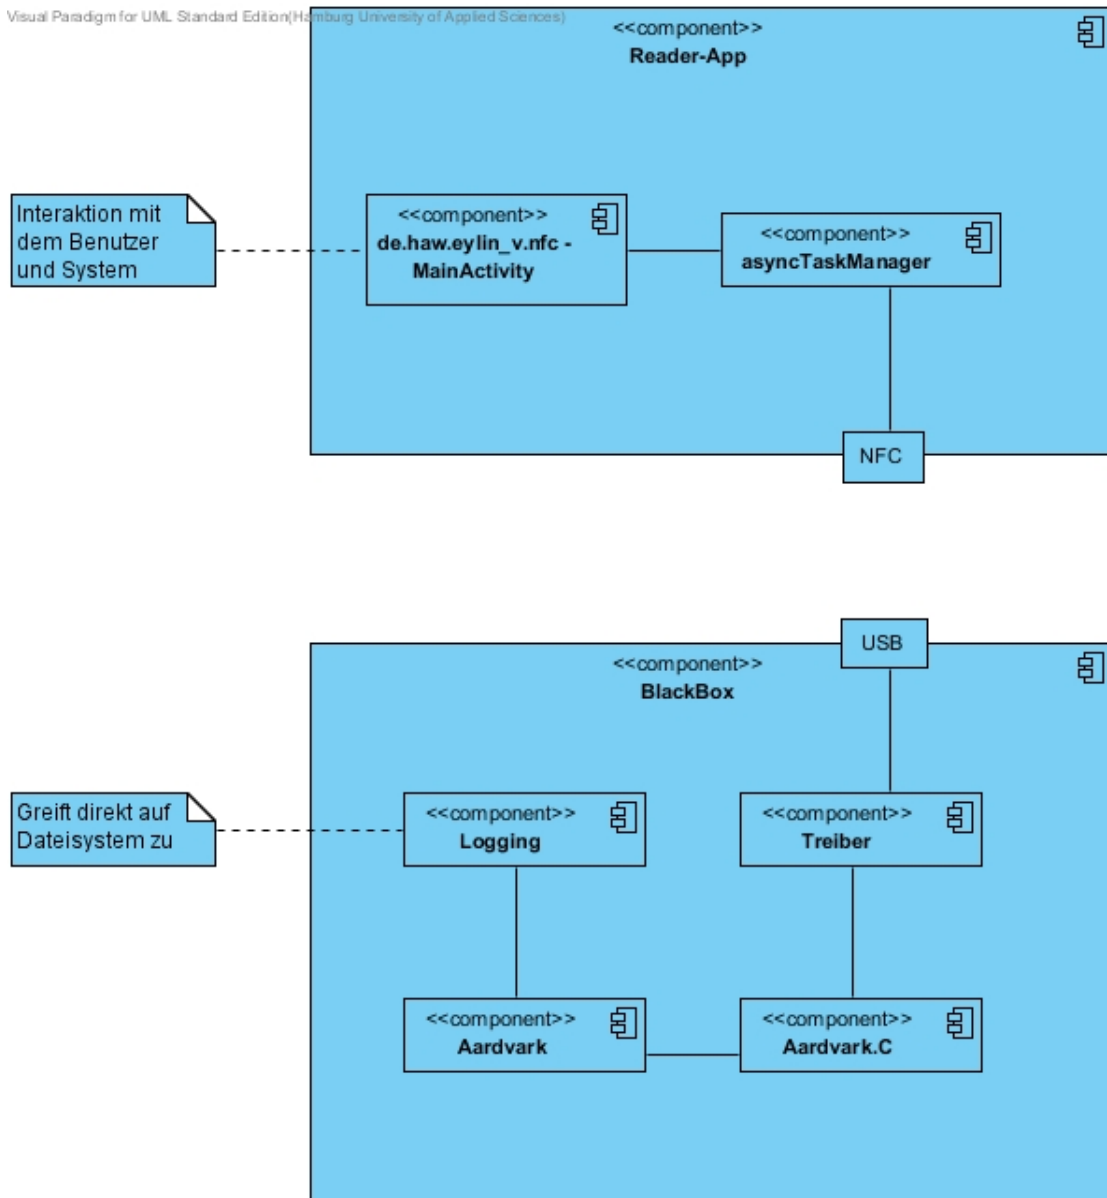 Visual Paradigm for UML Standard Edition(Hamburg University of Applied Sciences)
<<component>>
Reader-App
Interaktion mit
dem Benutzer
und System
<<component>>
de.haw.eylin_v.nfc -
MainActivity
<<component>>
asyncTaskManager
NFC
USB
<<component>>
BlackBox
Greift direkt auf
Dateisystem zu
<<component>>
Logging
<<component>>
Treiber
<<component>>
Aardvark
<<component>>
Aardvark.C